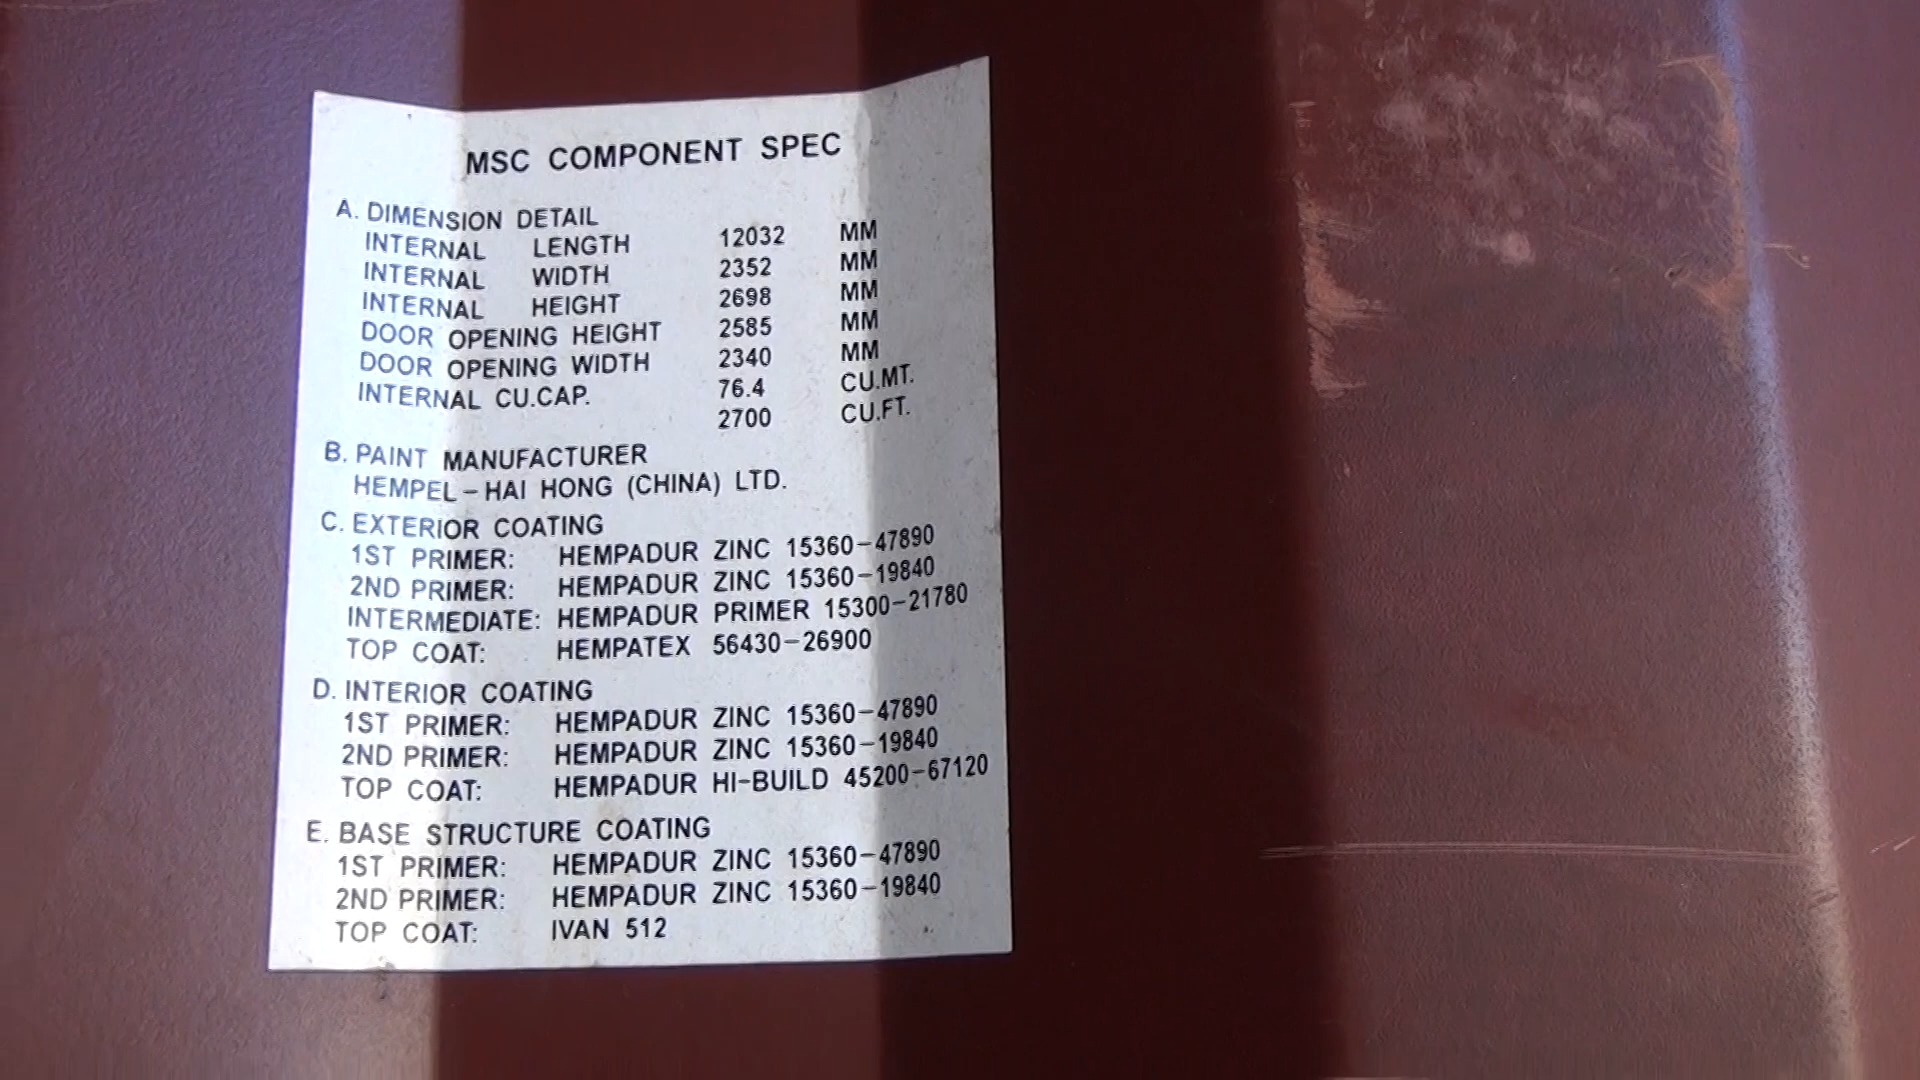 MSC COMPONENT SPEC
A. DIMENSION DETAIL
INTERNAL LENGTH 12032 MM
INTERNAL WIDTH 2352 MM
INTERNAL HEIGHT 2698 MM
DOOR OPENING HEIGHT 2585 MM
DOOR OPENING WIDTH 2340 MM
INTERNAL CU.CAP. 76.4 CU.MT.
2700 CU.FT.
B. PAINT MANUFACTURER
HEMPEL-HAI HONG (CHINA) LTD.
C. EXTERIOR COATING
1ST PRIMER: HEMPADUR ZINC 15360-47890
2ND PRIMER: HEMPADUR ZINC 15360-19840
INTERMEDIATE: HEMPADUR PRIMER 15300-21780
TOP COAT: HEMPATEX 56430-26900
D. INTERIOR COATING
1ST PRIMER: HEMPADUR ZINC 15360-47890
2ND PRIMER: HEMPADUR ZINC 15360-19840
TOP COAT: HEMPADUR HI-BUILD 45200-67120
E. BASE STRUCTURE COATING
1ST PRIMER: HEMPADUR ZINC 15360-47890
2ND PRIMER: HEMPADUR ZINC 15360-19840
TOP COAT: IVAN 512